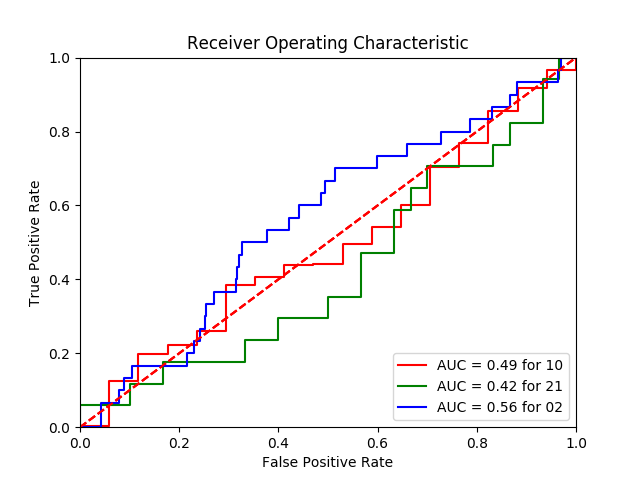 Receiver Operating Characteristic
True Positive Rate
1.0
0.8
0.6
0.4
0.2
0.0
AUC = 0.49 for 10
AUC = 0.42 for 21
AUC = 0.56 for 02
0.0 0.2 0.4 0.6 0.8 1.0
False Positive Rate